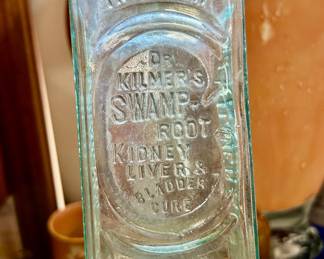 DR.
KILMER'S
SWAMP-
ROOT
KIDNEY
LIVER &
BLADDER
CURE